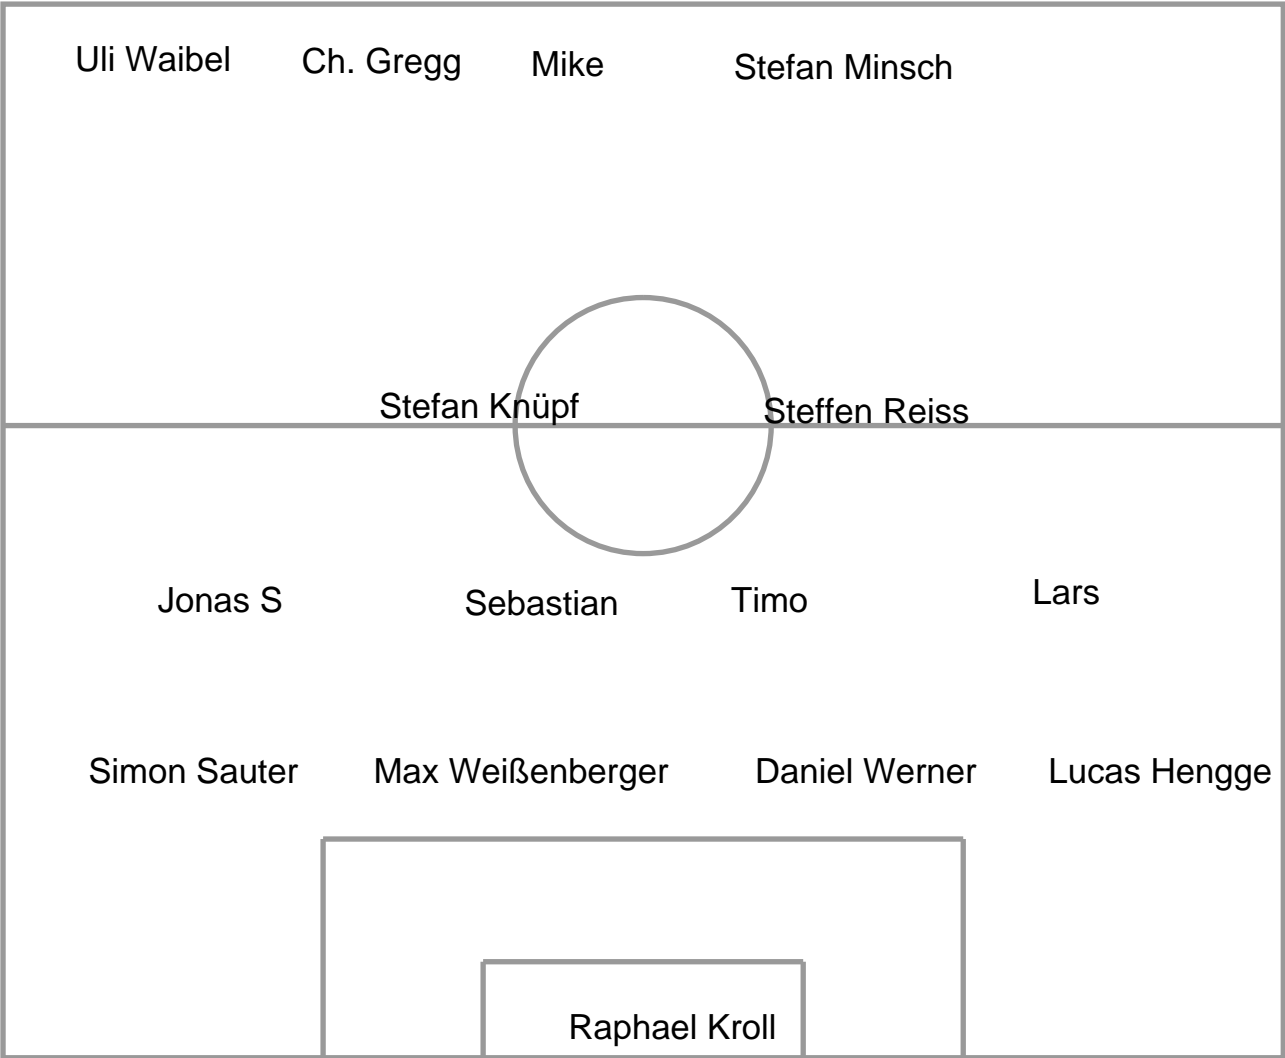 Uli Waibel Ch. Gregg Mike Stefan Minsch
Stefan Knüpf Steffen Reiss
Jonas S Sebastian Timo Lars
Simon Sauter Max Weißenberger Daniel Werner Lucas Hengge
Raphael Kroll